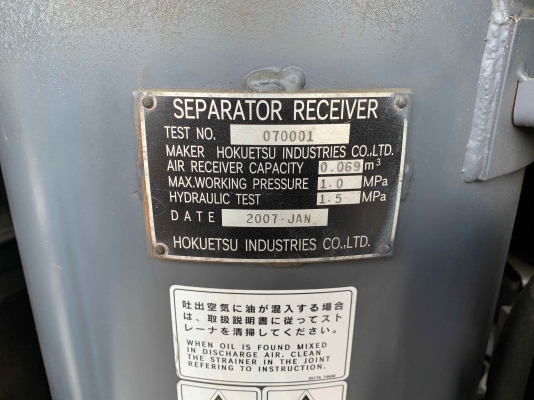 SEPARATOR RECEIVER
TEST NO. 070001
MAKER HOKUETSU INDUSTRIES CO.,LTD.
AIR RECEIVER CAPACITY 0.069 m³
MAX.WORKING PRESSURE 1.0 MPa
HYDRAULIC TEST 1.5 MPa
DATE 2007-JAN
HOKUETSU INDUSTRIES CO.,LTD.
吐出空気に油が混入する場合
は、取扱説明書に従ってスト
レーナを清掃してください。
WHEN OIL IS FOUND MIXED
IN DISCHARGE AIR, CLEAN
THE STRAINER IN THE JOINT
REFERING TO INSTRUCTION.